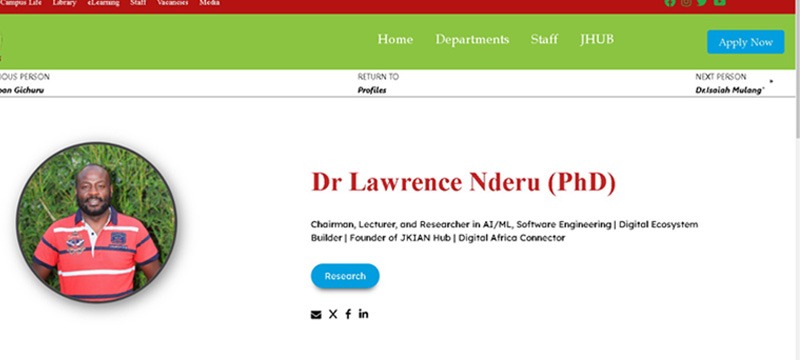 Campus Life Library eLearning Staff Vacancies Media
Home Departments Staff JHUB Apply Now
IOUS PERSON RETURN TO NEXT PERSON
an Gichuru Profiles Dr.Isaiah Mulang'
Dr Lawrence Nderu (PhD)
Chairman, Lecturer, and Researcher in AI/ML, Software Engineering | Digital Ecosystem
Builder | Founder of JKIAN Hub | Digital Africa Connector
Research